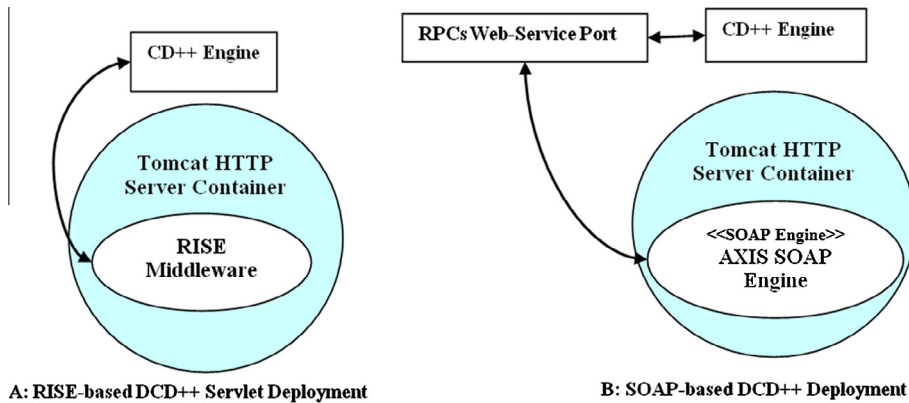 CD++ Engine
Tomcat HTTP
Server Container
RISE
Middleware
A: RISE-based DCD++ Servlet Deployment
RPCs Web-Service Port
CD++ Engine
Tomcat HTTP
Server Container
<<SOAP Engine>>
AXIS SOAP
Engine
B: SOAP-based DCD++ Deployment